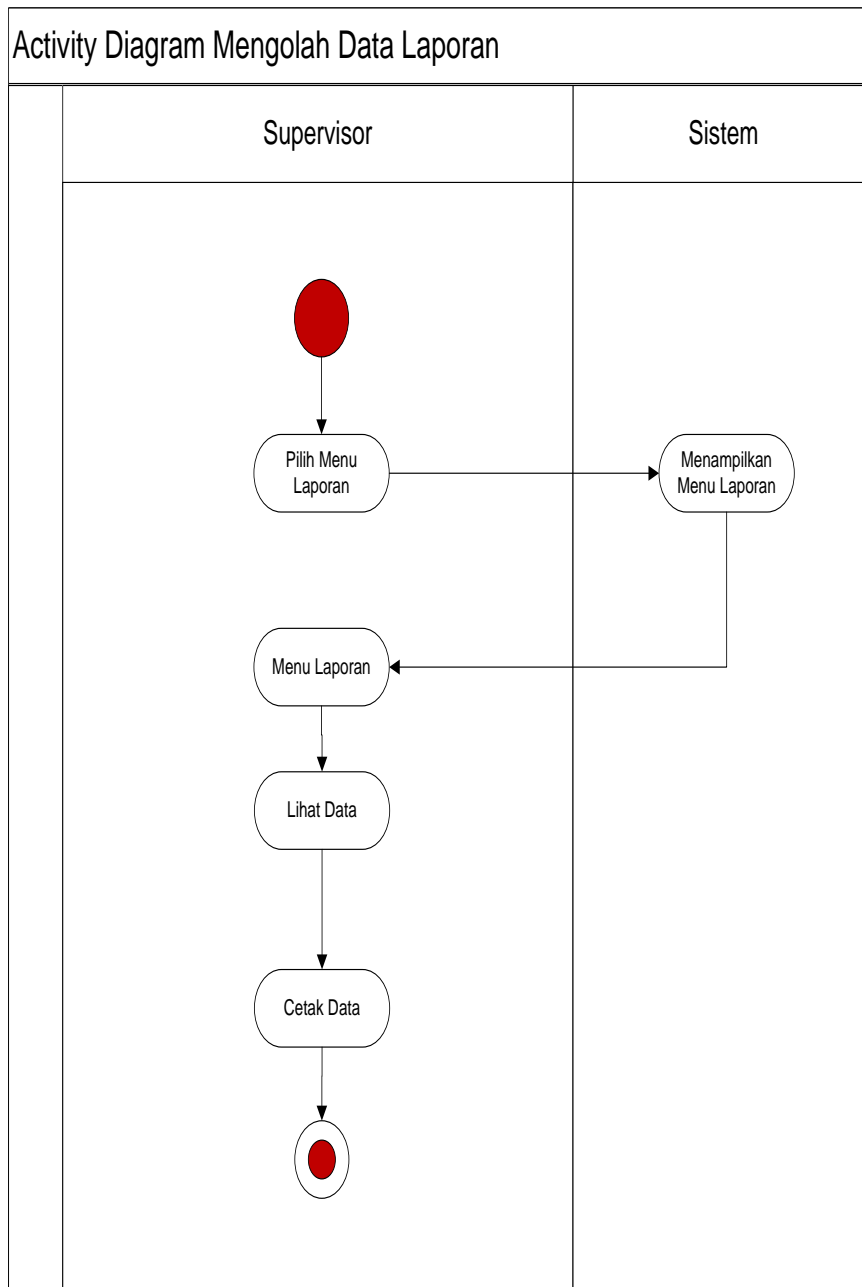 Activity Diagram Mengolah Data Laporan
Supervisor
Sistem
Pilih Menu
Laporan
Menampilkan
Menu Laporan
Menu Laporan
Lihat Data
Cetak Data